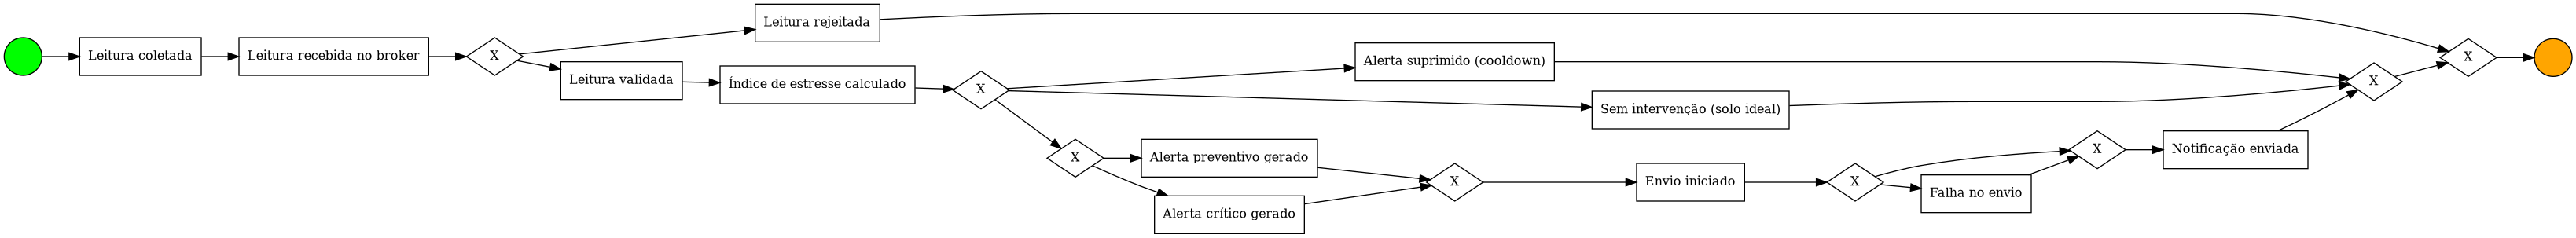 Leitura coletada
Leitura recebida no broker
X
Leitura rejeitada
Leitura validada
Índice de estresse calculado
X
Alerta suprimido (cooldown)
Sem intervenção (solo ideal)
X
Alerta preventivo gerado
Alerta crítico gerado
X
Envio iniciado
X
Falha no envio
X
Notificação enviada
X
X